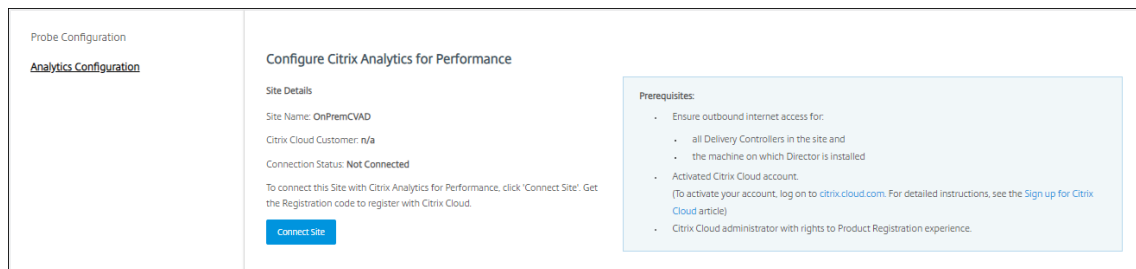 Probe Configuration
Analytics Configuration
Configure Citrix Analytics for Performance
Site Details
Site Name: OnPremCVAD
Citrix Cloud Customer: n/a
Connection Status: Not Connected
To connect this Site with Citrix Analytics for Performance, click 'Connect Site'. Get
the Registration code to register with Citrix Cloud.
Connect Site
Prerequisites:
• Ensure outbound internet access for:
• all Delivery Controllers in the site and
• the machine on which Director is installed
• Activated Citrix Cloud account.
(To activate your account, log on to citrix.cloud.com. For detailed instructions, see the Sign up for Citrix
Cloud article)
• Citrix Cloud administrator with rights to Product Registration experience.